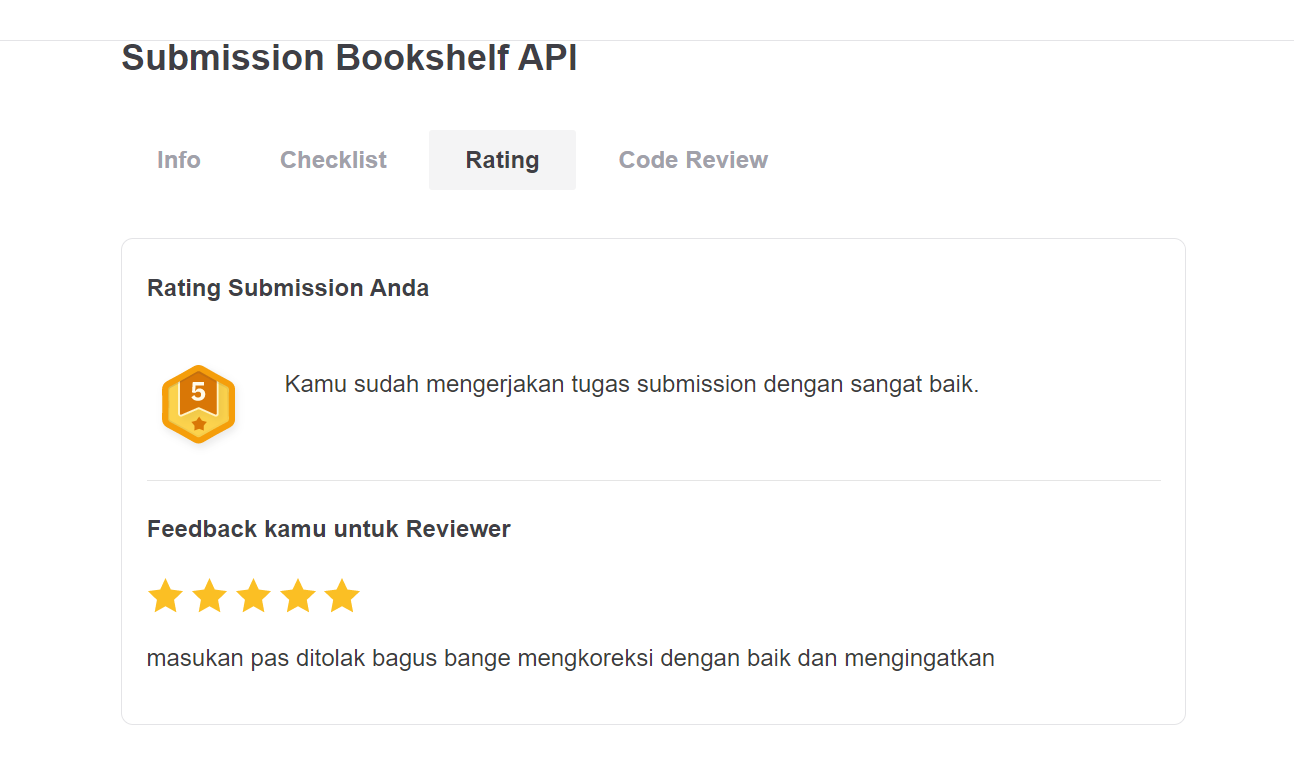 Submission Bookshelf API
Info
Checklist
Rating
Code Review
Rating Submission Anda
5
Kamu sudah mengerjakan tugas submission dengan sangat baik.
Feedback kamu untuk Reviewer
masukan pas ditolak bagus bange mengkoreksi dengan baik dan mengingatkan